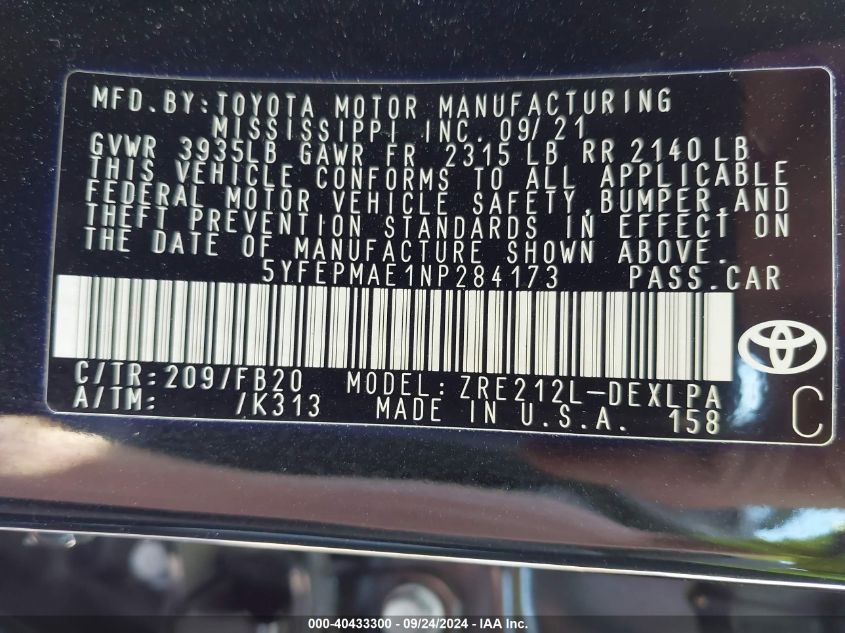 MFD.BY:TOYOTA MOTOR MANUFACTURING
MISSISSIPPI INC. 09/21
GVWR 3935LB GAWR FR 2315 LB RR 2140 LB
THIS VEHICLE CONFORMS TO ALL APPLICABLE
FEDERAL MOTOR VEHICLE SAFETY,BUMPER,AND
THEFT PREVENTION STANDARDS IN EFFECT ON
THE DATE OF MANUFACTURE SHOWN ABOVE.
5YFEPMAE1NP284173 PASS.CAR
C/TR:209/FB20 MODEL:ZRE212L-DEXLPA
A/TM: /K313 MADE IN U.S.A. 158
C
000-40433300 - 09/24/2024 - IAA Inc.